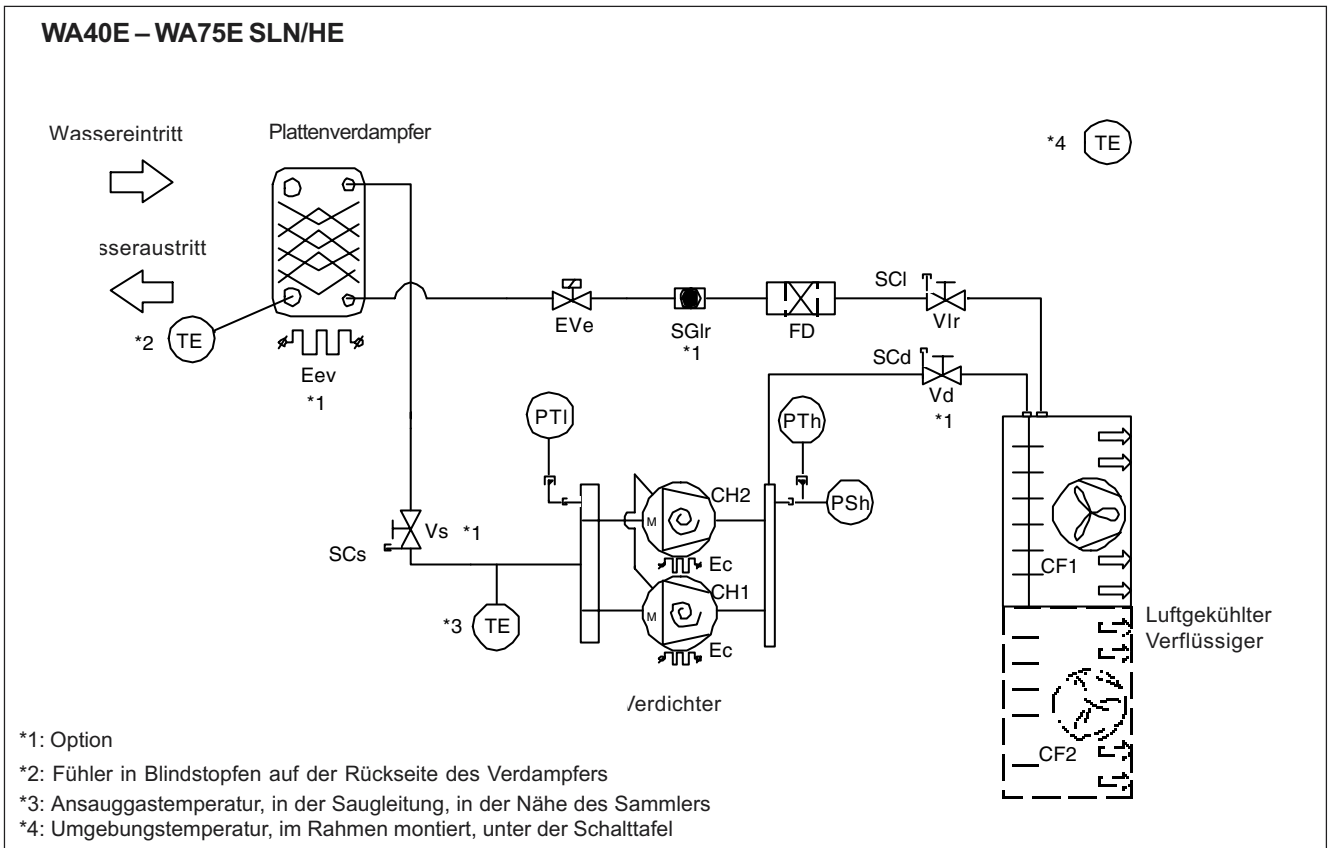 WA40E – WA75E SLN/HE
Wassereintritt
Plattenverdampfer
*4 TE
sseraustritt
*2 TE
Eev
*1
EVe
SGlr
*1
FD
SCl
Vlr
SCd
Vd
*1
PTl
PTh
PSh
CH2
Ec
CH1
Ec
M
M
Vs *1
SCs
*3 TE
CF1
CF2
Luftgekühlter
Verflüssiger
/erdichter
*1: Option
*2: Fühler in Blindstopfen auf der Rückseite des Verdampfers
*3: Ansauggastemperatur, in der Saugleitung, in der Nähe des Sammlers
*4: Umgebungstemperatur, im Rahmen montiert, unter der Schalttafel